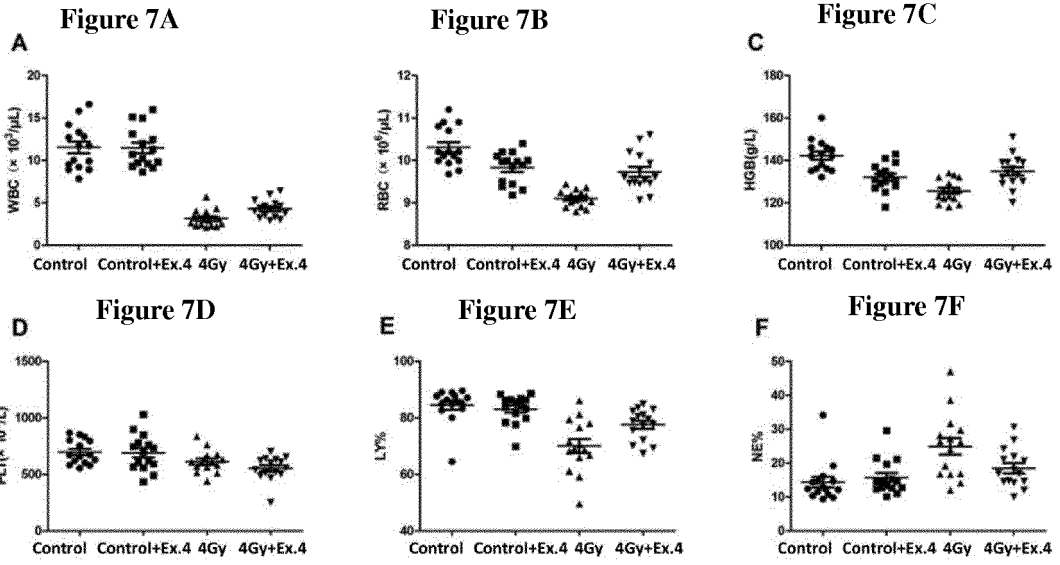 Figure 7A
Figure 7B
Figure 7C
A
C
20
15
10
5
0
WBC (× 10³/μL)
Control Control+Ex.4 4Gy 4Gy+Ex.4
12
11
10
9
8
RBC (× 10⁶/μL)
Control Control+Ex.4 4Gy 4Gy+Ex.4
160
140
120
100
HGB(g/L)
Control Control+Ex.4 4Gy 4Gy+Ex.4
Figure 7D
Figure 7E
Figure 7F
D
E
F
1500
1000
500
0
Control Control+Ex.4 4Gy 4Gy+Ex.4
100
80
60
40
LY%
Control Control+Ex.4 4Gy 4Gy+Ex.4
50
40
30
20
10
0
NE%
Control Control+Ex.4 4Gy 4Gy+Ex.4